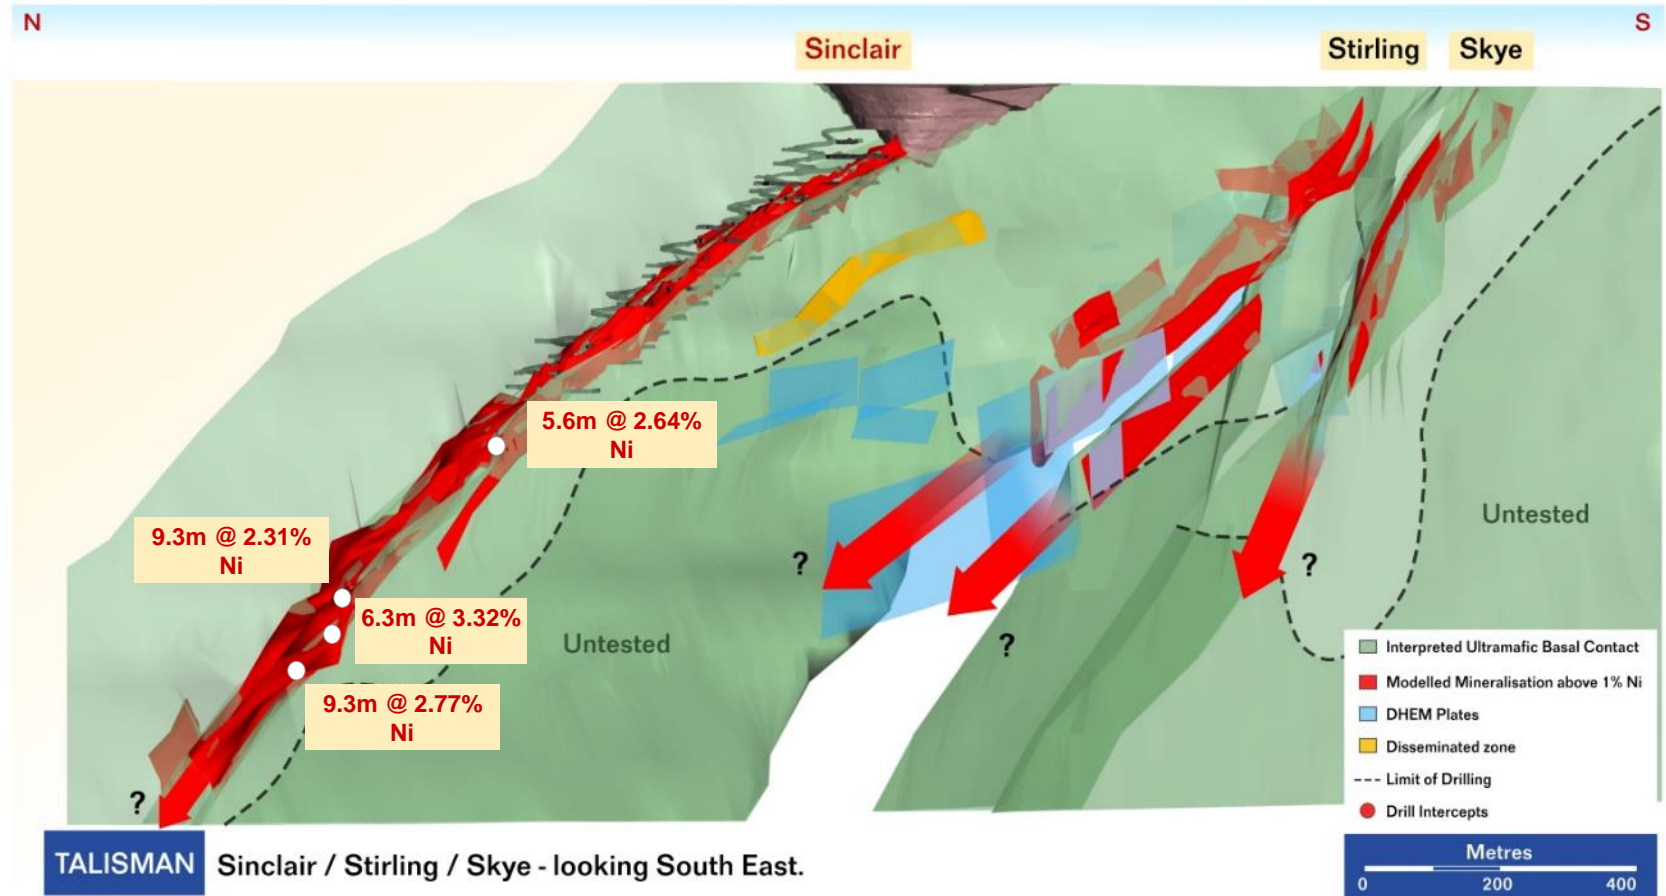 N
S
Sinclair
Stirling
Skye
5.6m @ 2.64%
Ni
9.3m @ 2.31%
Ni
6.3m @ 3.32%
Ni
9.3m @ 2.77%
Ni
Untested
Untested
?
?
?
?
Interpreted Ultramafic Basal Contact
Modelled Mineralisation above 1% Ni
DHEM Plates
Disseminated zone
Limit of Drilling
Drill Intercepts
Metres
0 200 400
TALISMAN
Sinclair / Stirling / Skye - looking South East.